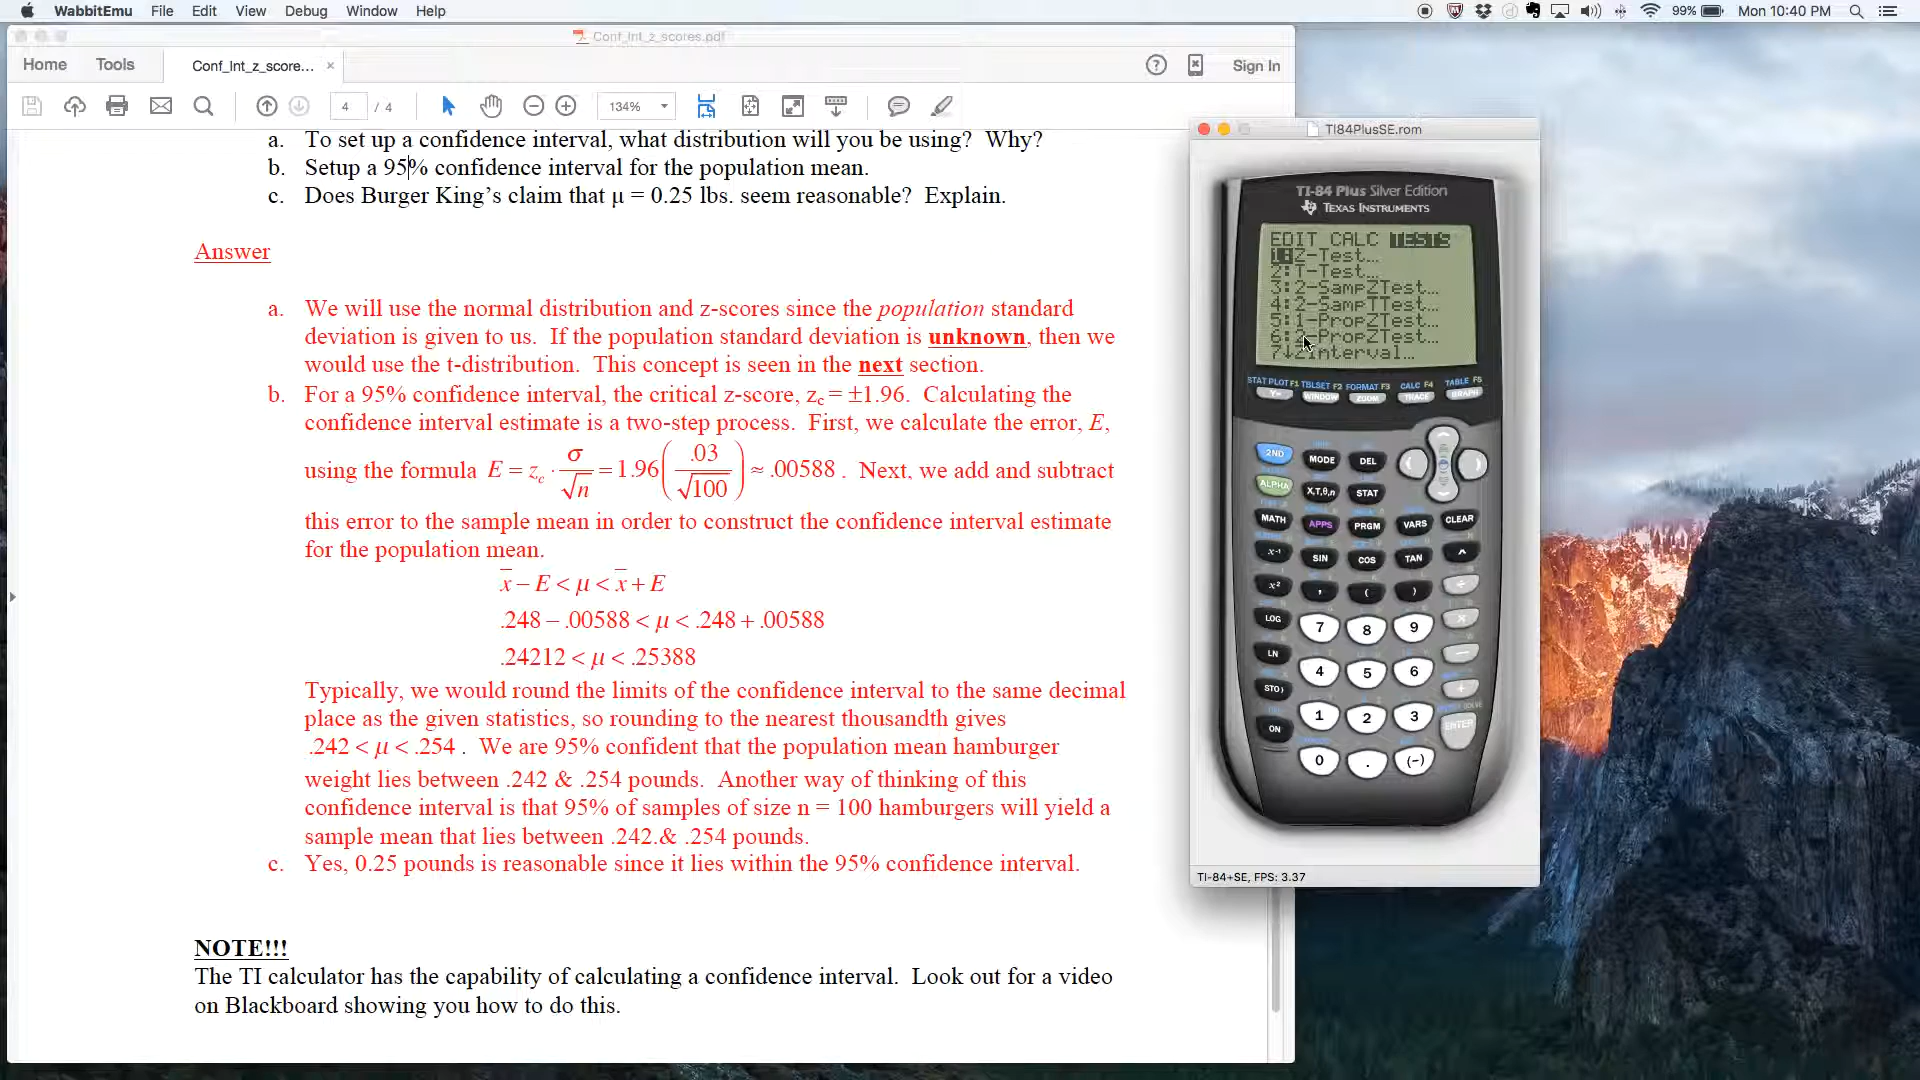 WabbitEmu File Edit View Debug Window Help
99% Mon 10:40 PM
Conf_Int_z_scores.pdf
Home Tools Conf_Int_z_score... × Sign In
4 / 4 134%
a. To set up a confidence interval, what distribution will you be using? Why?
b. Setup a 95% confidence interval for the population mean.
c. Does Burger King's claim that μ = 0.25 lbs. seem reasonable? Explain.
Answer
a. We will use the normal distribution and z-scores since the population standard
deviation is given to us. If the population standard deviation is unknown, then we
would use the t-distribution. This concept is seen in the next section.
b. For a 95% confidence interval, the critical z-score, zc = ±1.96. Calculating the
confidence interval estimate is a two-step process. First, we calculate the error, E,
using the formula E = zc · σ/√n = 1.96(.03/√100) ≈ .00588. Next, we add and subtract
this error to the sample mean in order to construct the confidence interval estimate
for the population mean.
x̄ − E < μ < x̄ + E
.248 − .00588 < μ < .248 + .00588
.24212 < μ < .25388
Typically, we would round the limits of the confidence interval to the same decimal
place as the given statistics, so rounding to the nearest thousandth gives
.242 < μ < .254. We are 95% confident that the population mean hamburger
weight lies between .242 & .254 pounds. Another way of thinking of this
confidence interval is that 95% of samples of size n = 100 hamburgers will yield a
sample mean that lies between .242.& .254 pounds.
c. Yes, 0.25 pounds is reasonable since it lies within the 95% confidence interval.
NOTE!!!
The TI calculator has the capability of calculating a confidence interval. Look out for a video
on Blackboard showing you how to do this.
TI84PlusSE.rom
TI-84 Plus Silver Edition
TEXAS INSTRUMENTS
EDIT CALC TESTS
1:Z-Test…
2:T-Test…
3:2-SampZTest…
4:2-SampTTest…
5:1-PropZTest…
6:2-PropZTest…
7↓ZInterval…
STAT PLOT F1 TBLSET F2 FORMAT F3 CALC F4 TABLE F5
Y= WINDOW ZOOM TRACE GRAPH
2ND MODE DEL
ALPHA X,T,θ,n STAT
MATH APPS PRGM VARS CLEAR
x⁻¹ SIN COS TAN ^
x² , ( ) ÷
LOG 7 8 9 ×
LN 4 5 6 −
STO› 1 2 3 +
ON 0 . (-) ENTER
TI-84+SE, FPS: 3.37